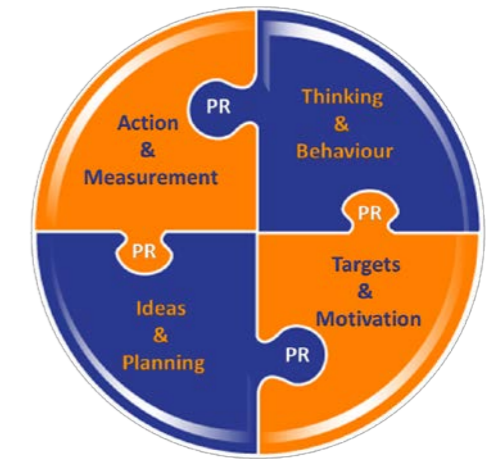 PR
Action
&
Measurement
Thinking
&
Behaviour
PR
Targets
&
Motivation
PR
Ideas
&
Planning
PR